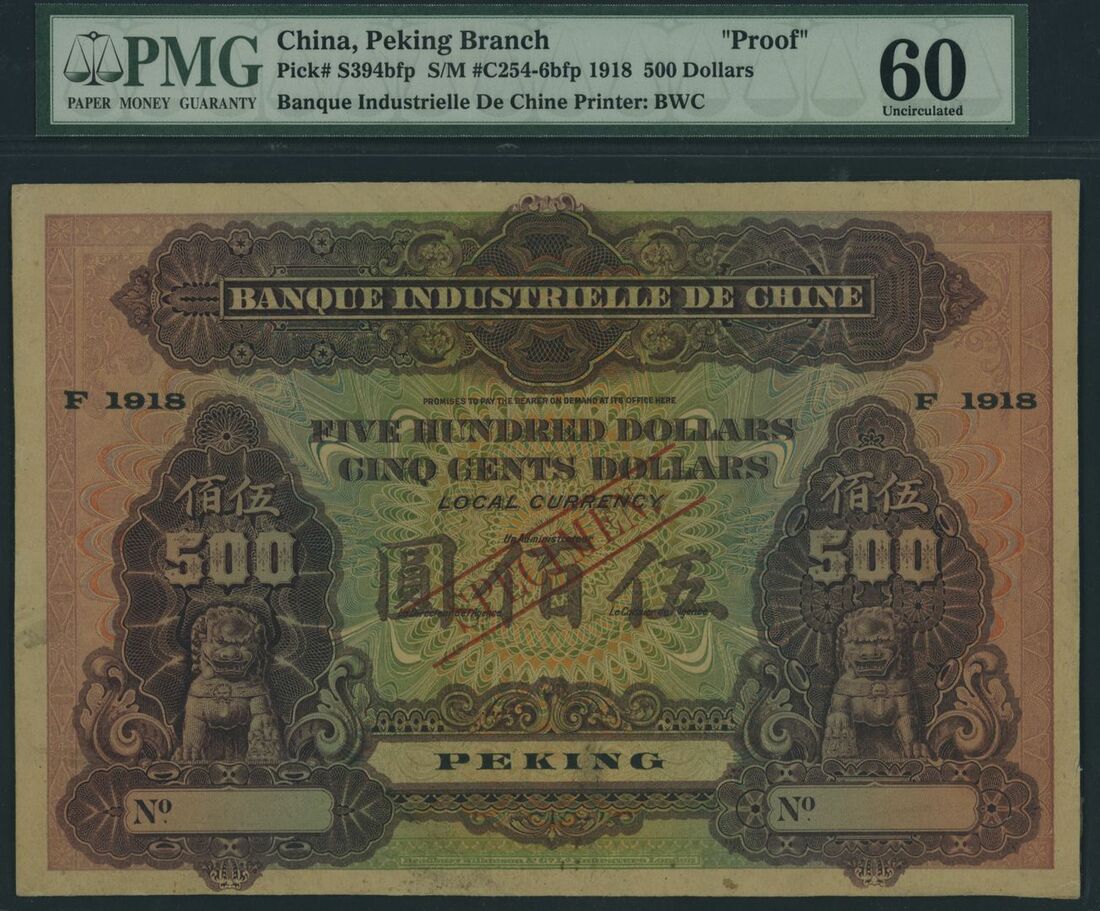 PMG
PAPER MONEY GUARANTY
China, Peking Branch "Proof"
Pick# S394bfp S/M #C254-6bfp 1918 500 Dollars
Banque Industrielle De Chine Printer: BWC
60
Uncirculated
BANQUE INDUSTRIELLE DE CHINE
F 1918 F 1918
PROMISES TO PAY THE BEARER ON DEMAND AT ITS OFFICE HERE
FIVE HUNDRED DOLLARS
CINQ CENTS DOLLARS
LOCAL CURRENCY
佰伍 佰伍
500 500
Un Administrateur
圓佰伍
SPECIMEN
PEKING
No No